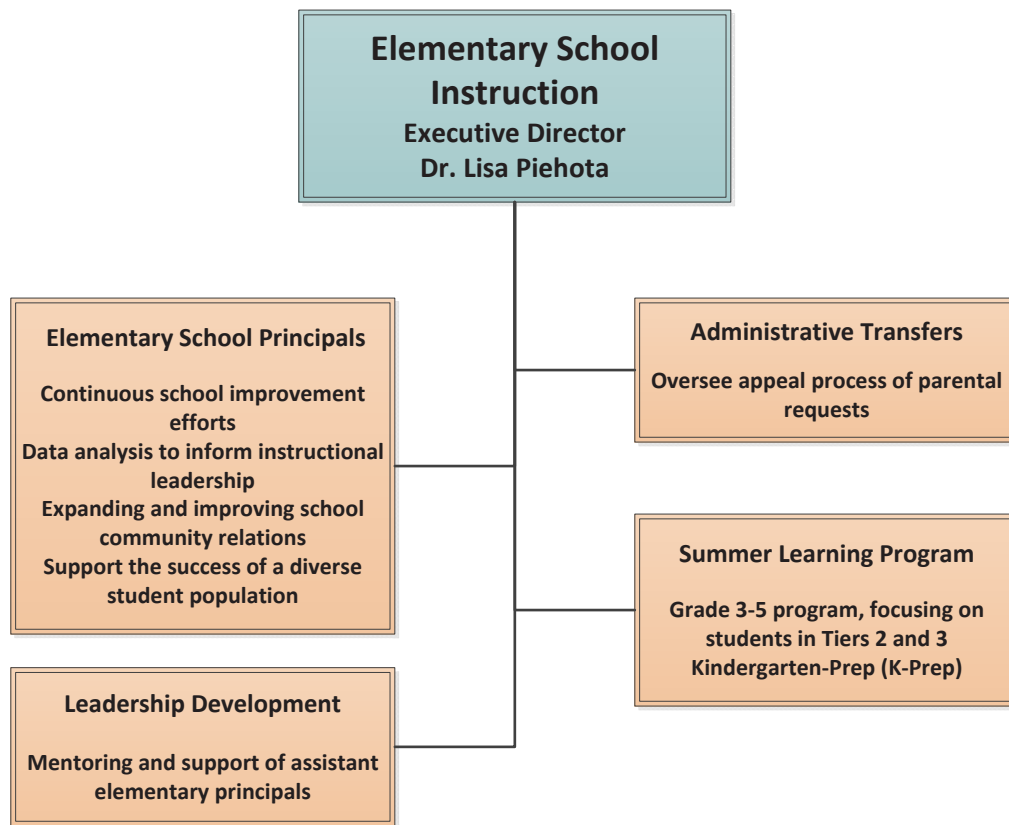 Elementary School
Instruction
Executive Director
Dr. Lisa Piehota
Elementary School Principals
Continuous school improvement
efforts
Data analysis to inform instructional
leadership
Expanding and improving school
community relations
Support the success of a diverse
student population
Administrative Transfers
Oversee appeal process of parental
requests
Summer Learning Program
Grade 3-5 program, focusing on
students in Tiers 2 and 3
Kindergarten-Prep (K-Prep)
Leadership Development
Mentoring and support of assistant
elementary principals